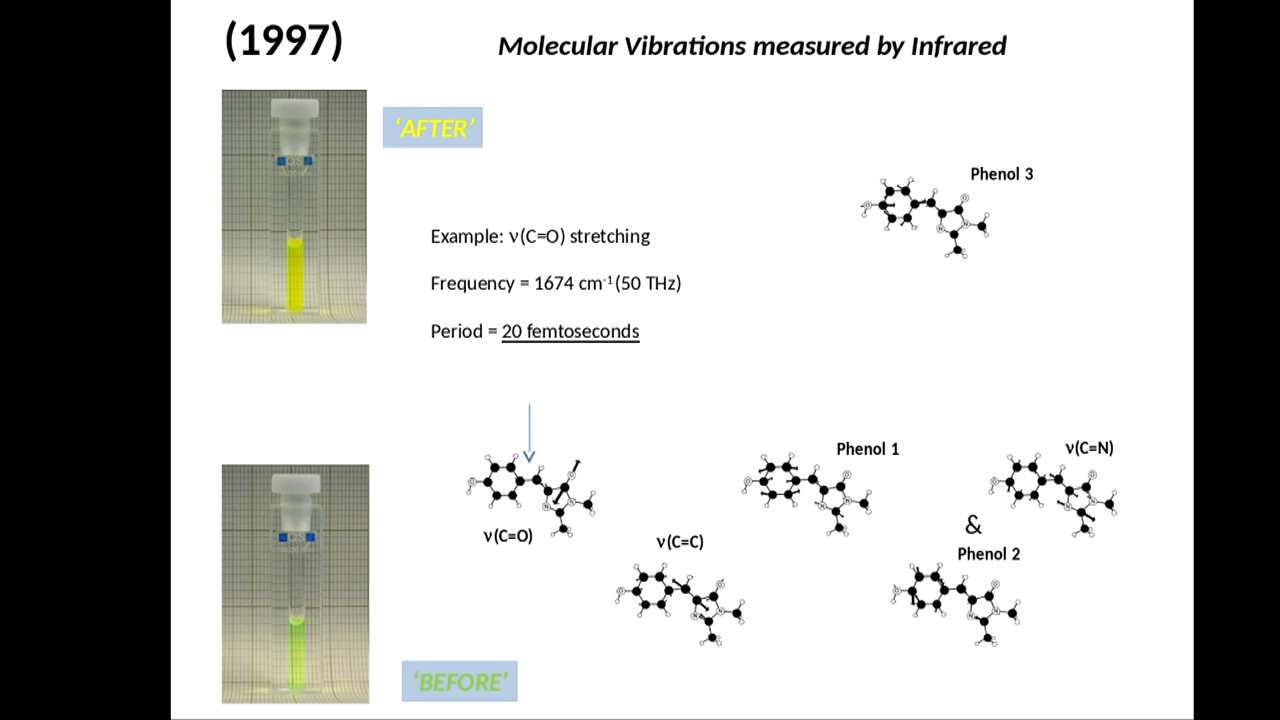 (1997)
Molecular Vibrations measured by Infrared
‘AFTER’
Phenol 3
Example: ν(C=O) stretching
Frequency = 1674 cm⁻¹ (50 THz)
Period = 20 femtoseconds
Phenol 1
ν(C=N)
ν(C=O)
ν(C=C)
&
Phenol 2
‘BEFORE’